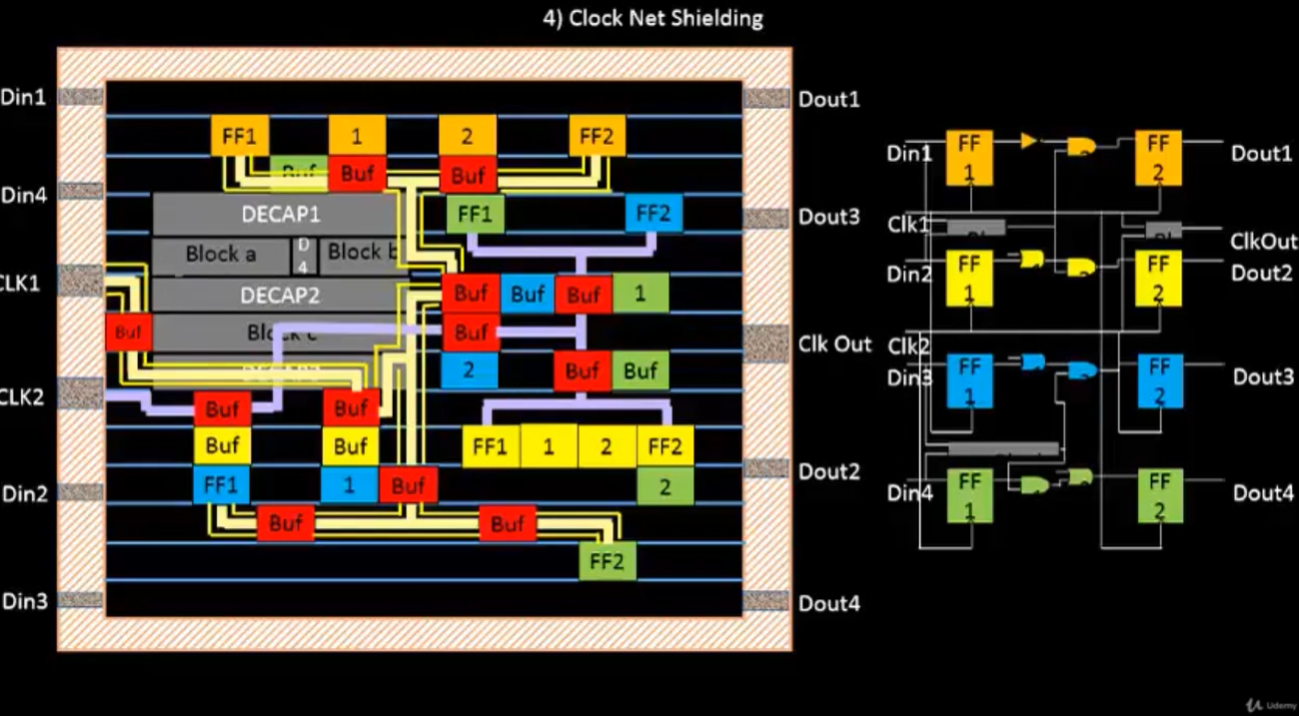 4) Clock Net Shielding
Din1
Dout1
FF1 1 2 FF2
Buf Buf Buf
Din4
DECAP1 FF1 FF2
Dout3
Block a D 4 Block b
CLK1
DECAP2 Buf Buf Buf 1
Buf Block c Buf
Clk Out
2 Buf Buf
CLK2
Buf Buf
Buf Buf FF1 1 2 FF2
Dout2
Din2
FF1 1 Buf 2
Buf Buf
FF2
Din3
Dout4
Din1 FF 1 FF 2 Dout1
Clk1
ClkOut
Din2 FF 1 FF 2 Dout2
Clk2
Din3 FF 1 FF 2 Dout3
Din4 FF 1 FF 2 Dout4
Udemy